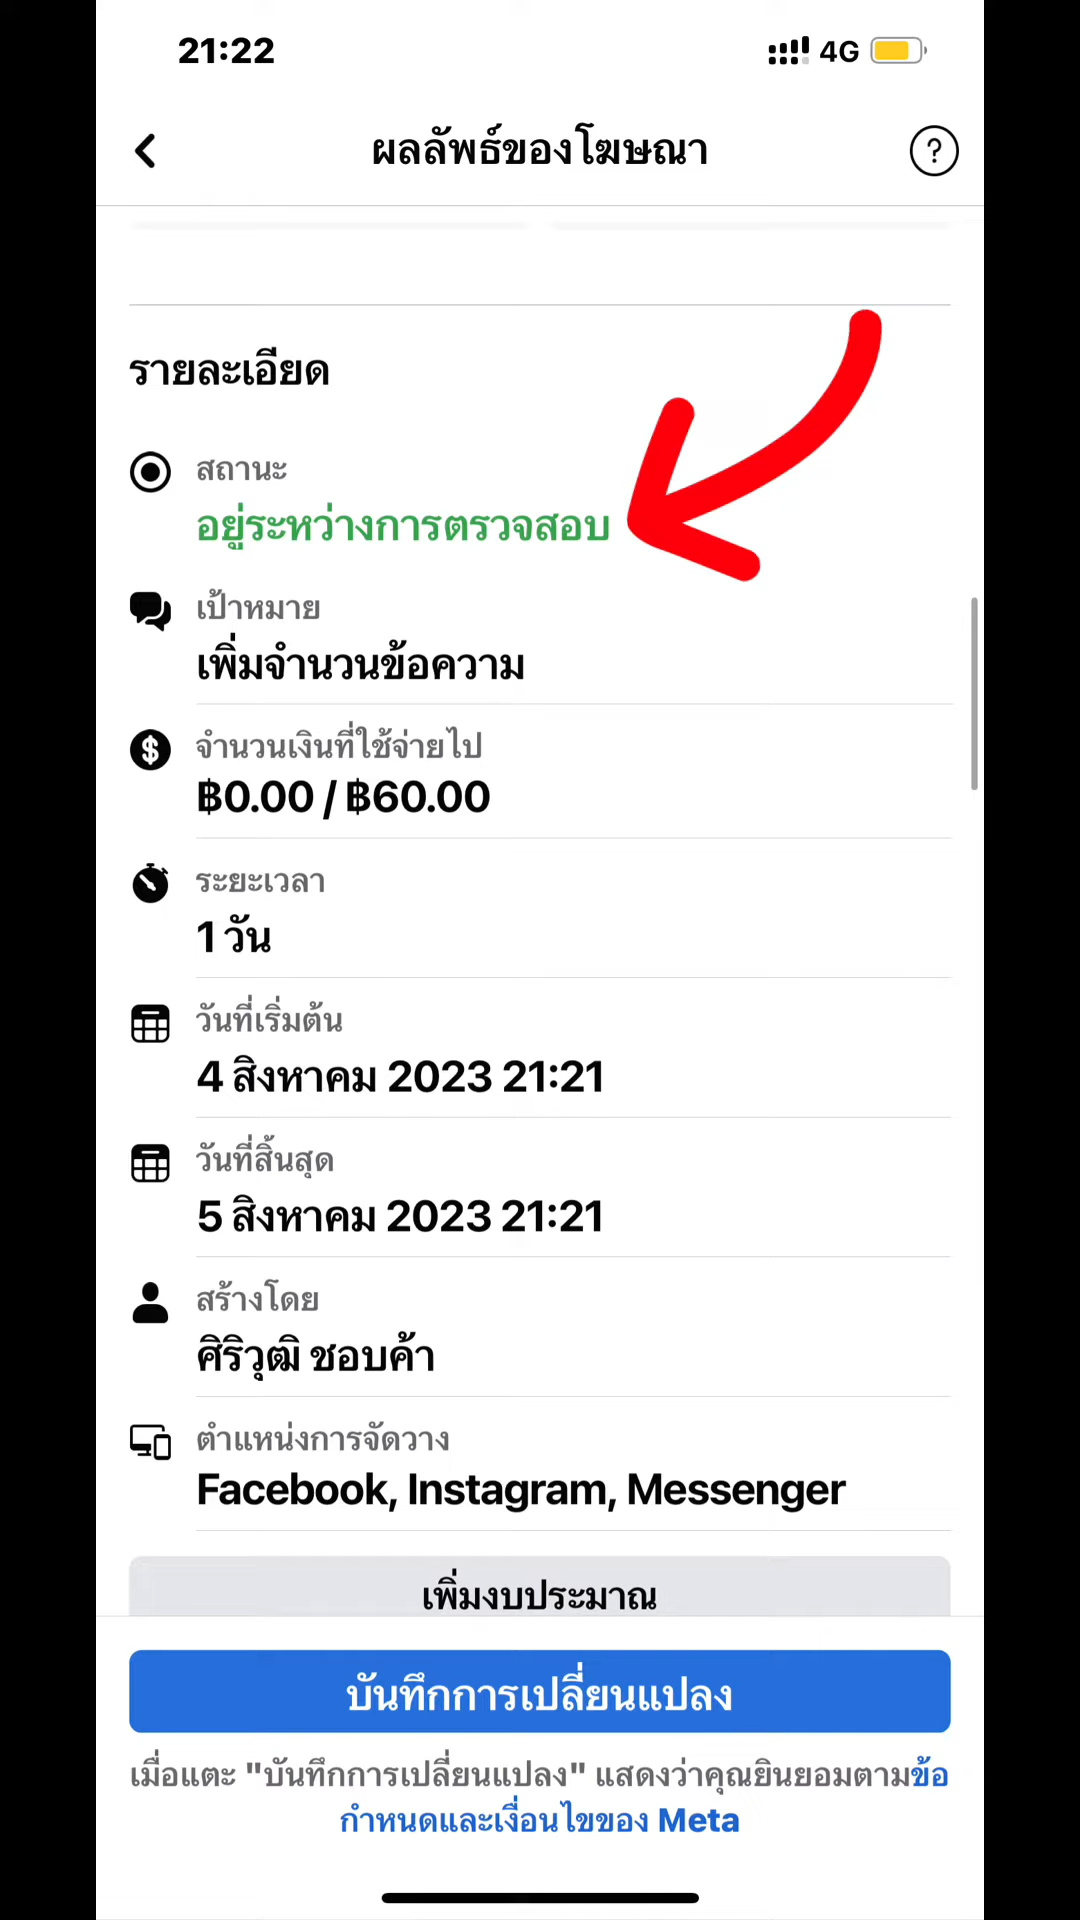 21:22
4G
ผลลัพธ์ของโฆษณา
?
รายละเอียด
สถานะ
อยู่ระหว่างการตรวจสอบ
เป้าหมาย
เพิ่มจำนวนข้อความ
จำนวนเงินที่ใช้จ่ายไป
฿0.00 / ฿60.00
ระยะเวลา
1 วัน
วันที่เริ่มต้น
4 สิงหาคม 2023 21:21
วันที่สิ้นสุด
5 สิงหาคม 2023 21:21
สร้างโดย
ศิริวุฒิ ชอบค้า
ตำแหน่งการจัดวาง
Facebook, Instagram, Messenger
เพิ่มงบประมาณ
บันทึกการเปลี่ยนแปลง
เมื่อแตะ "บันทึกการเปลี่ยนแปลง" แสดงว่าคุณยินยอมตามข้อ
กำหนดและเงื่อนไขของ Meta